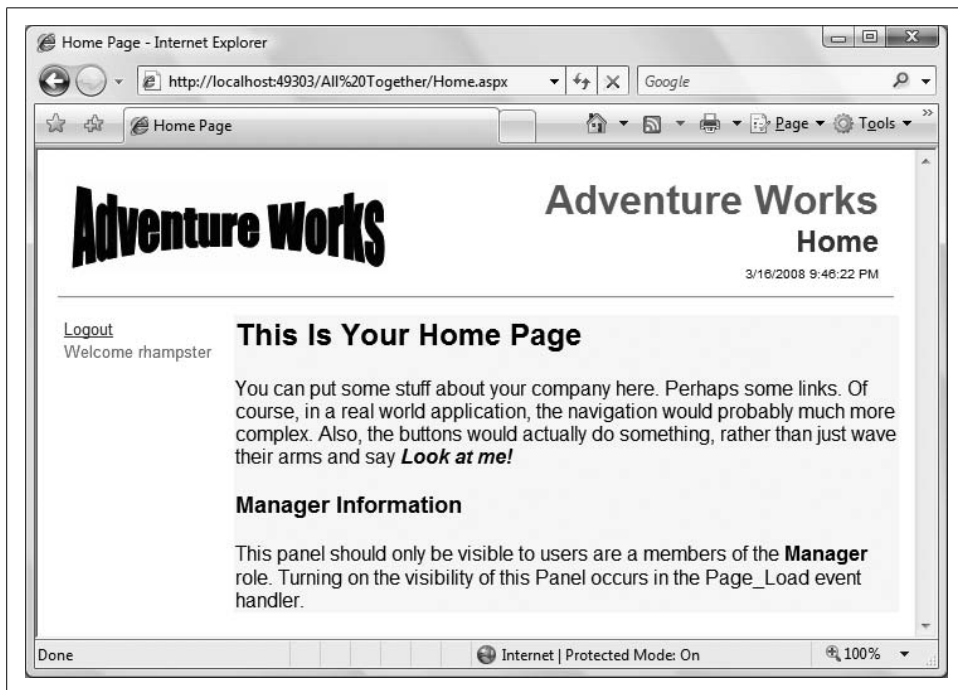 Home Page - Internet Explorer
http://localhost:49303/All%20Together/Home.aspx
Google
Home Page
Page
Tools
Adventure Works
Adventure Works
Home
3/16/2008 9:46:22 PM
Logout
Welcome rhampster
This Is Your Home Page
You can put some stuff about your company here. Perhaps some links. Of
course, in a real world application, the navigation would probably much more
complex. Also, the buttons would actually do something, rather than just wave
their arms and say Look at me!
Manager Information
This panel should only be visible to users are a members of the Manager
role. Turning on the visibility of this Panel occurs in the Page_Load event
handler.
Done
Internet | Protected Mode: On
100%